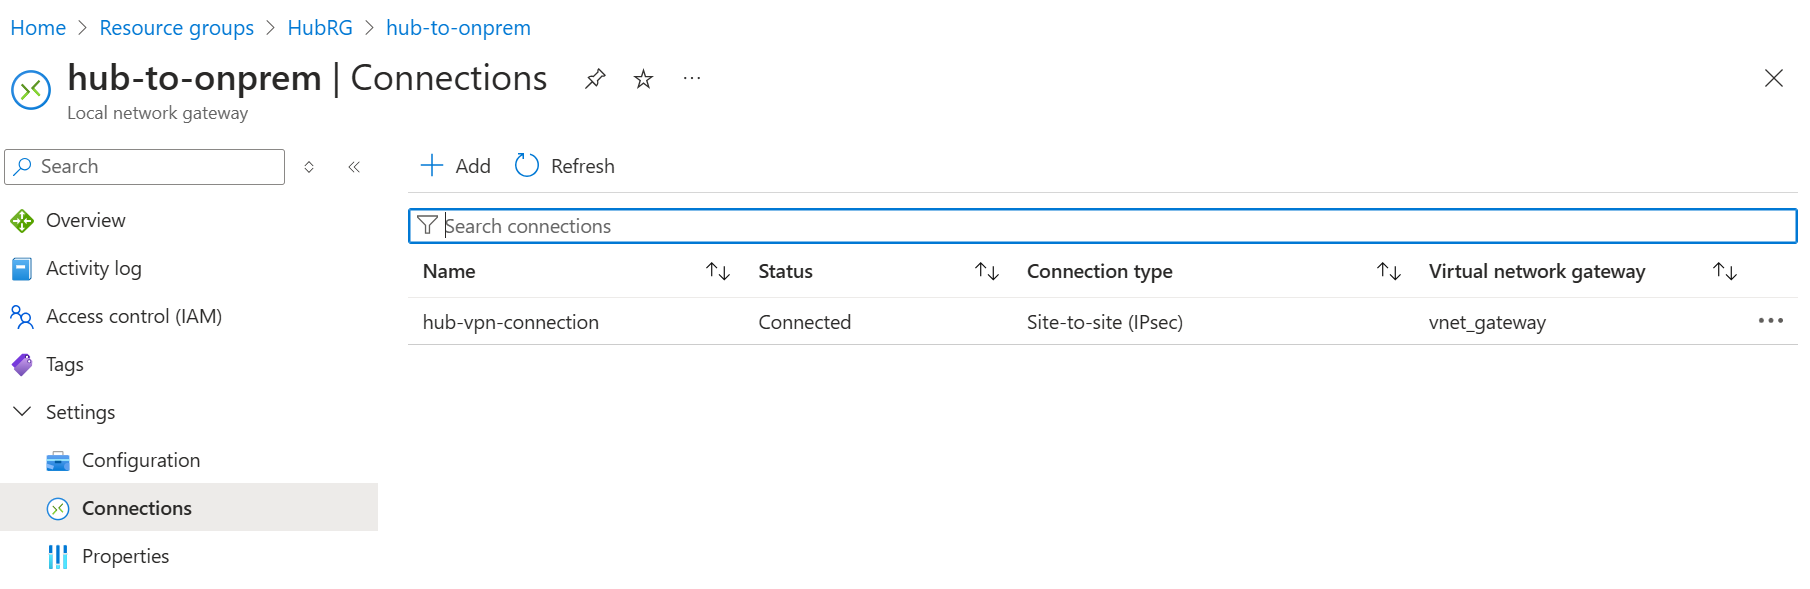 Home > Resource groups > HubRG > hub-to-onprem
hub-to-onprem | Connections
Local network gateway
Search
Overview
Activity log
Access control (IAM)
Tags
Settings
Configuration
Connections
Properties
Add Refresh
Search connections
Name Status Connection type Virtual network gateway
hub-vpn-connection Connected Site-to-site (IPsec) vnet_gateway